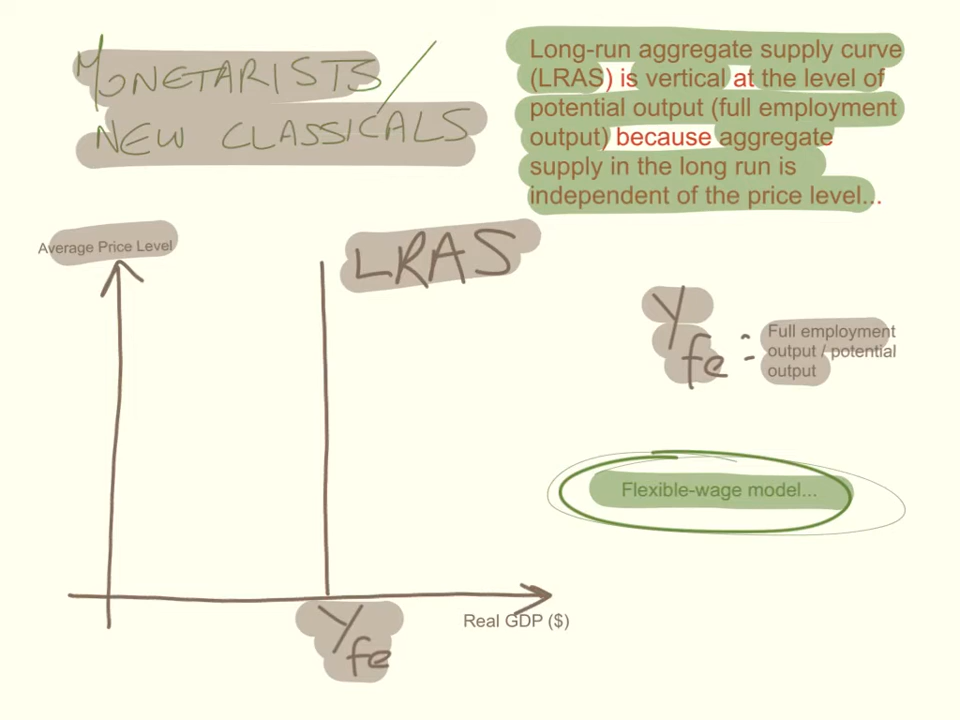 MONETARISTS/
NEW CLASSICALS
Long-run aggregate supply curve
(LRAS) is vertical at the level of
potential output (full employment
output) because aggregate
supply in the long run is
independent of the price level...
Average Price Level
LRAS
Yfe = Full employment
output / potential
output
Flexible-wage model...
Real GDP ($)
Yfe